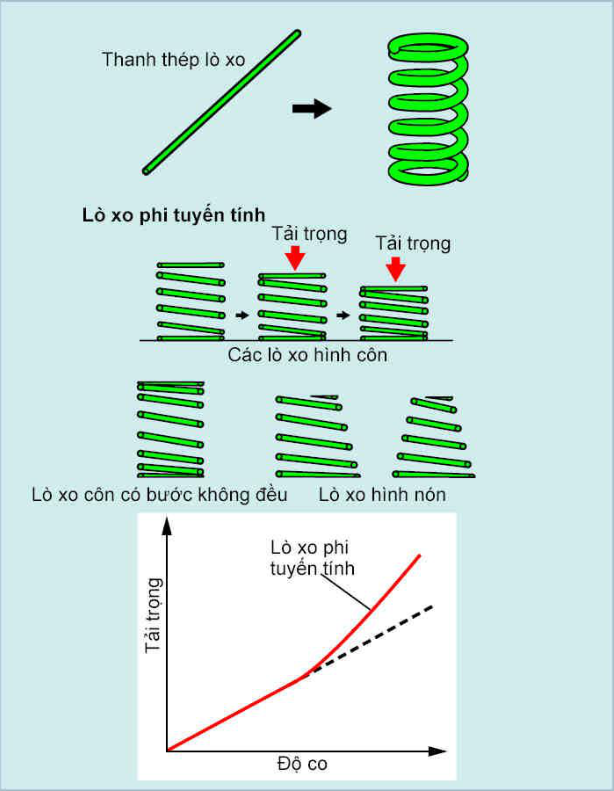 Thanh thép lò xo
Lò xo phi tuyến tính
Tải trọng
Tải trọng
Các lò xo hình côn
Lò xo côn có bước không đều
Lò xo hình nón
Lò xo phi
tuyến tính
Tải trọng
Độ co